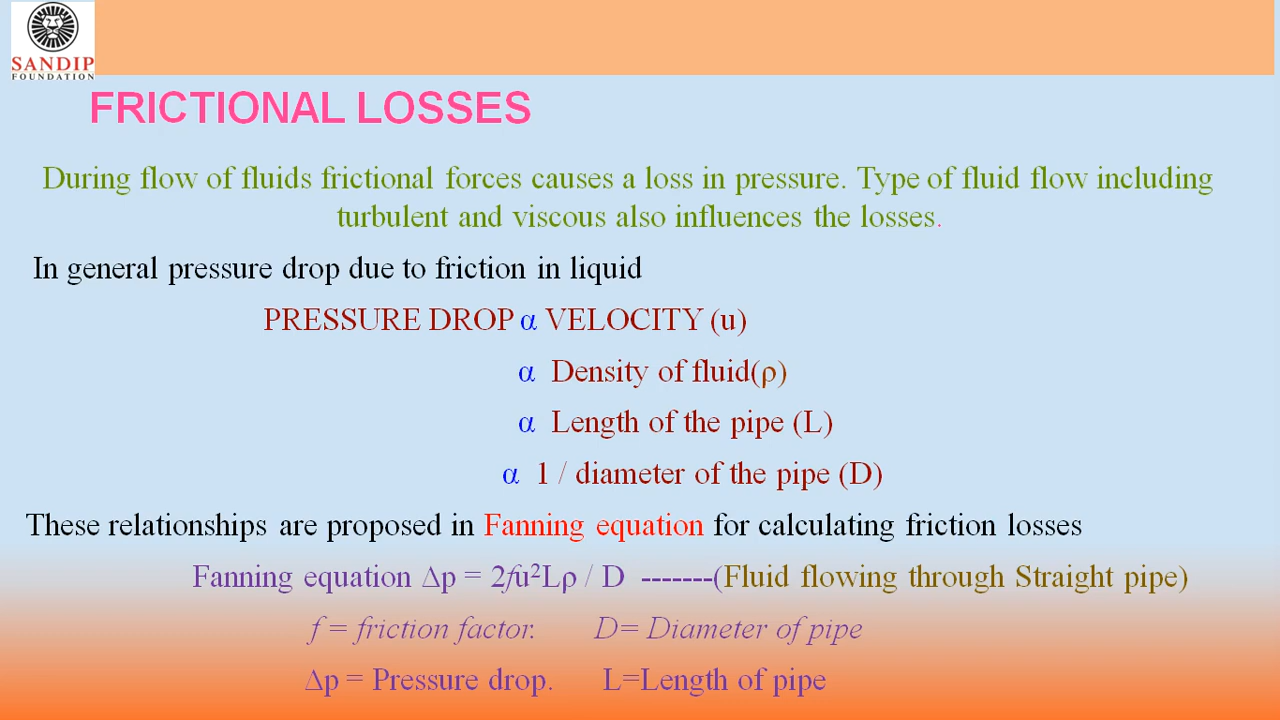 SANDIP
FOUNDATION
FRICTIONAL LOSSES
During flow of fluids frictional forces causes a loss in pressure. Type of fluid flow including
turbulent and viscous also influences the losses.
In general pressure drop due to friction in liquid
PRESSURE DROP α VELOCITY (u)
α Density of fluid(ρ)
α Length of the pipe (L)
α 1 / diameter of the pipe (D)
These relationships are proposed in Fanning equation for calculating friction losses
Fanning equation ∆p = 2fu²Lρ / D -------(Fluid flowing through Straight pipe)
f = friction factor. D= Diameter of pipe
∆p = Pressure drop. L=Length of pipe